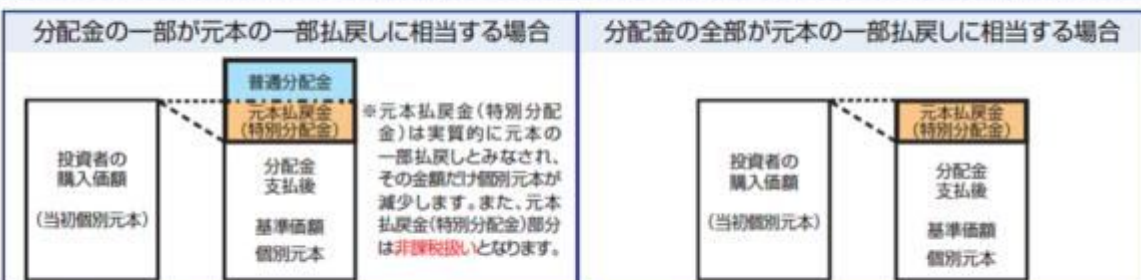 分配金の一部が元本の一部払戻しに相当する場合
普通分配金
元本払戻金
(特別分配金)
投資者の
購入価額
(当初個別元本)
分配金
支払後
基準価額
個別元本
※元本払戻金(特別分配
金)は実質的に元本の
一部払戻しとみなされ、
その金額だけ個別元本が
減少します。また、元本
払戻金(特別分配金)部分
は非課税扱いとなります。
分配金の全部が元本の一部払戻しに相当する場合
元本払戻金
(特別分配金)
投資者の
購入価額
(当初個別元本)
分配金
支払後
基準価額
個別元本